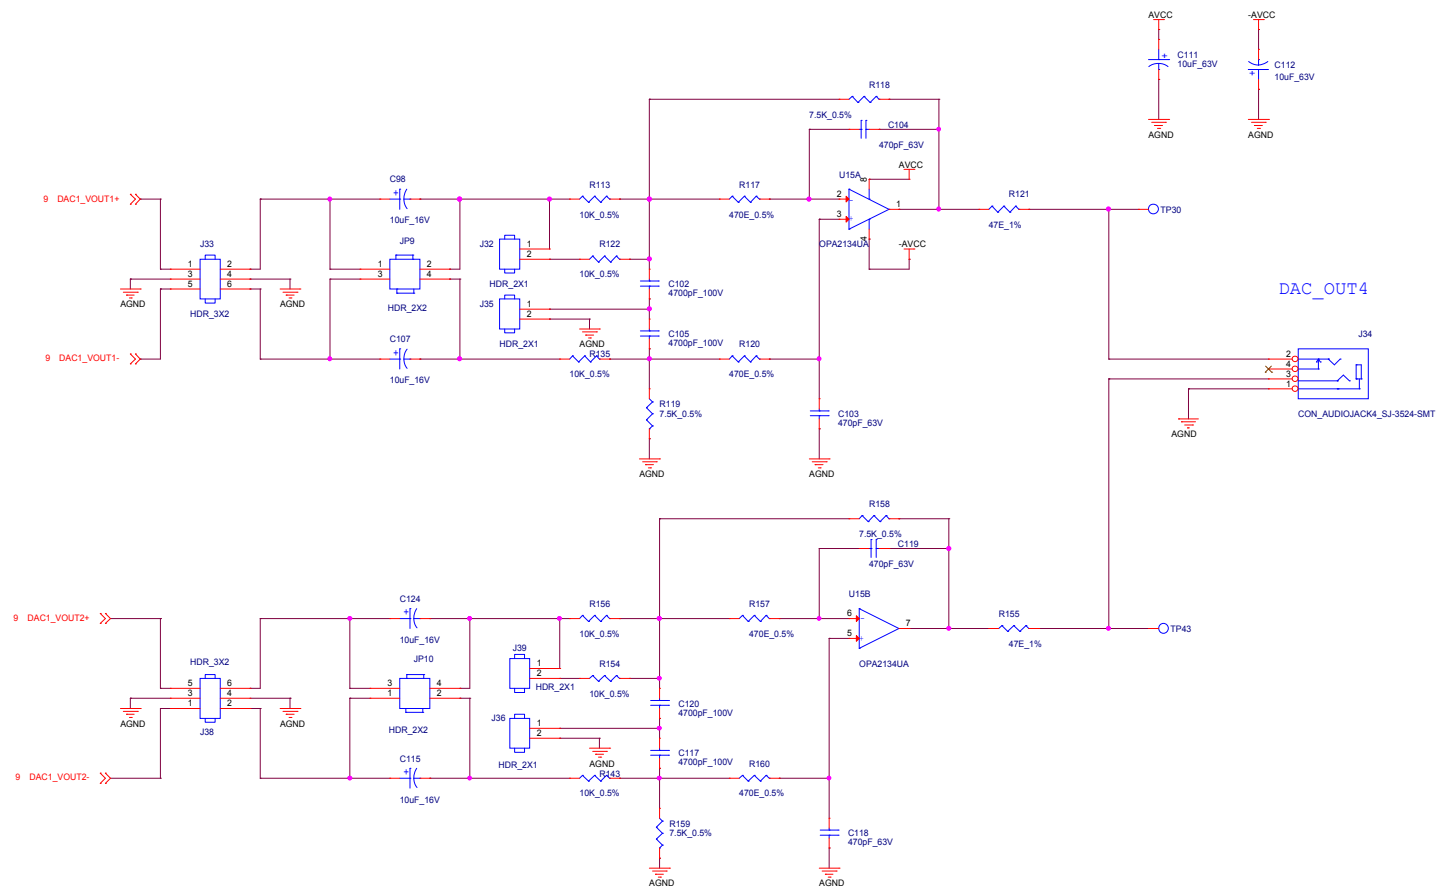 AVCC
-AVCC
C111
10uF_63V
C112
10uF_63V
AGND
AGND
R118
7.5K_0.5%
C104
470pF_63V
AVCC
U15A
8
9 DAC1_VOUT1+
C98
10uF_16V
R113
10K_0.5%
R117
470E_0.5%
2
3
1
4
OPA2134UA
-AVCC
R121
47E_1%
TP30
J33
1 2
3 4
5 6
AGND
AGND
HDR_3X2
JP9
1 2
3 4
HDR_2X2
J32
1
2
HDR_2X1
R122
10K_0.5%
C102
4700pF_100V
J35
1
2
HDR_2X1
AGND
C105
4700pF_100V
DAC_OUT4
J34
2
4
3
1
CON_AUDIOJACK4_SJ-3524-SMT
AGND
9 DAC1_VOUT1-
C107
10uF_16V
R135
10K_0.5%
R120
470E_0.5%
R119
7.5K_0.5%
C103
470pF_63V
AGND
AGND
R158
7.5K_0.5%
C119
470pF_63V
U15B
9 DAC1_VOUT2+
C124
10uF_16V
R156
10K_0.5%
R157
470E_0.5%
6
5
7
OPA2134UA
R155
47E_1%
TP43
HDR_3X2
5 6
3 4
1 2
AGND
AGND
J38
JP10
3 4
1 2
HDR_2X2
J39
1
2
HDR_2X1
R154
10K_0.5%
C120
4700pF_100V
J36
1
2
HDR_2X1
AGND
C117
4700pF_100V
9 DAC1_VOUT2-
C115
10uF_16V
R143
10K_0.5%
R160
470E_0.5%
R159
7.5K_0.5%
C118
470pF_63V
AGND
AGND